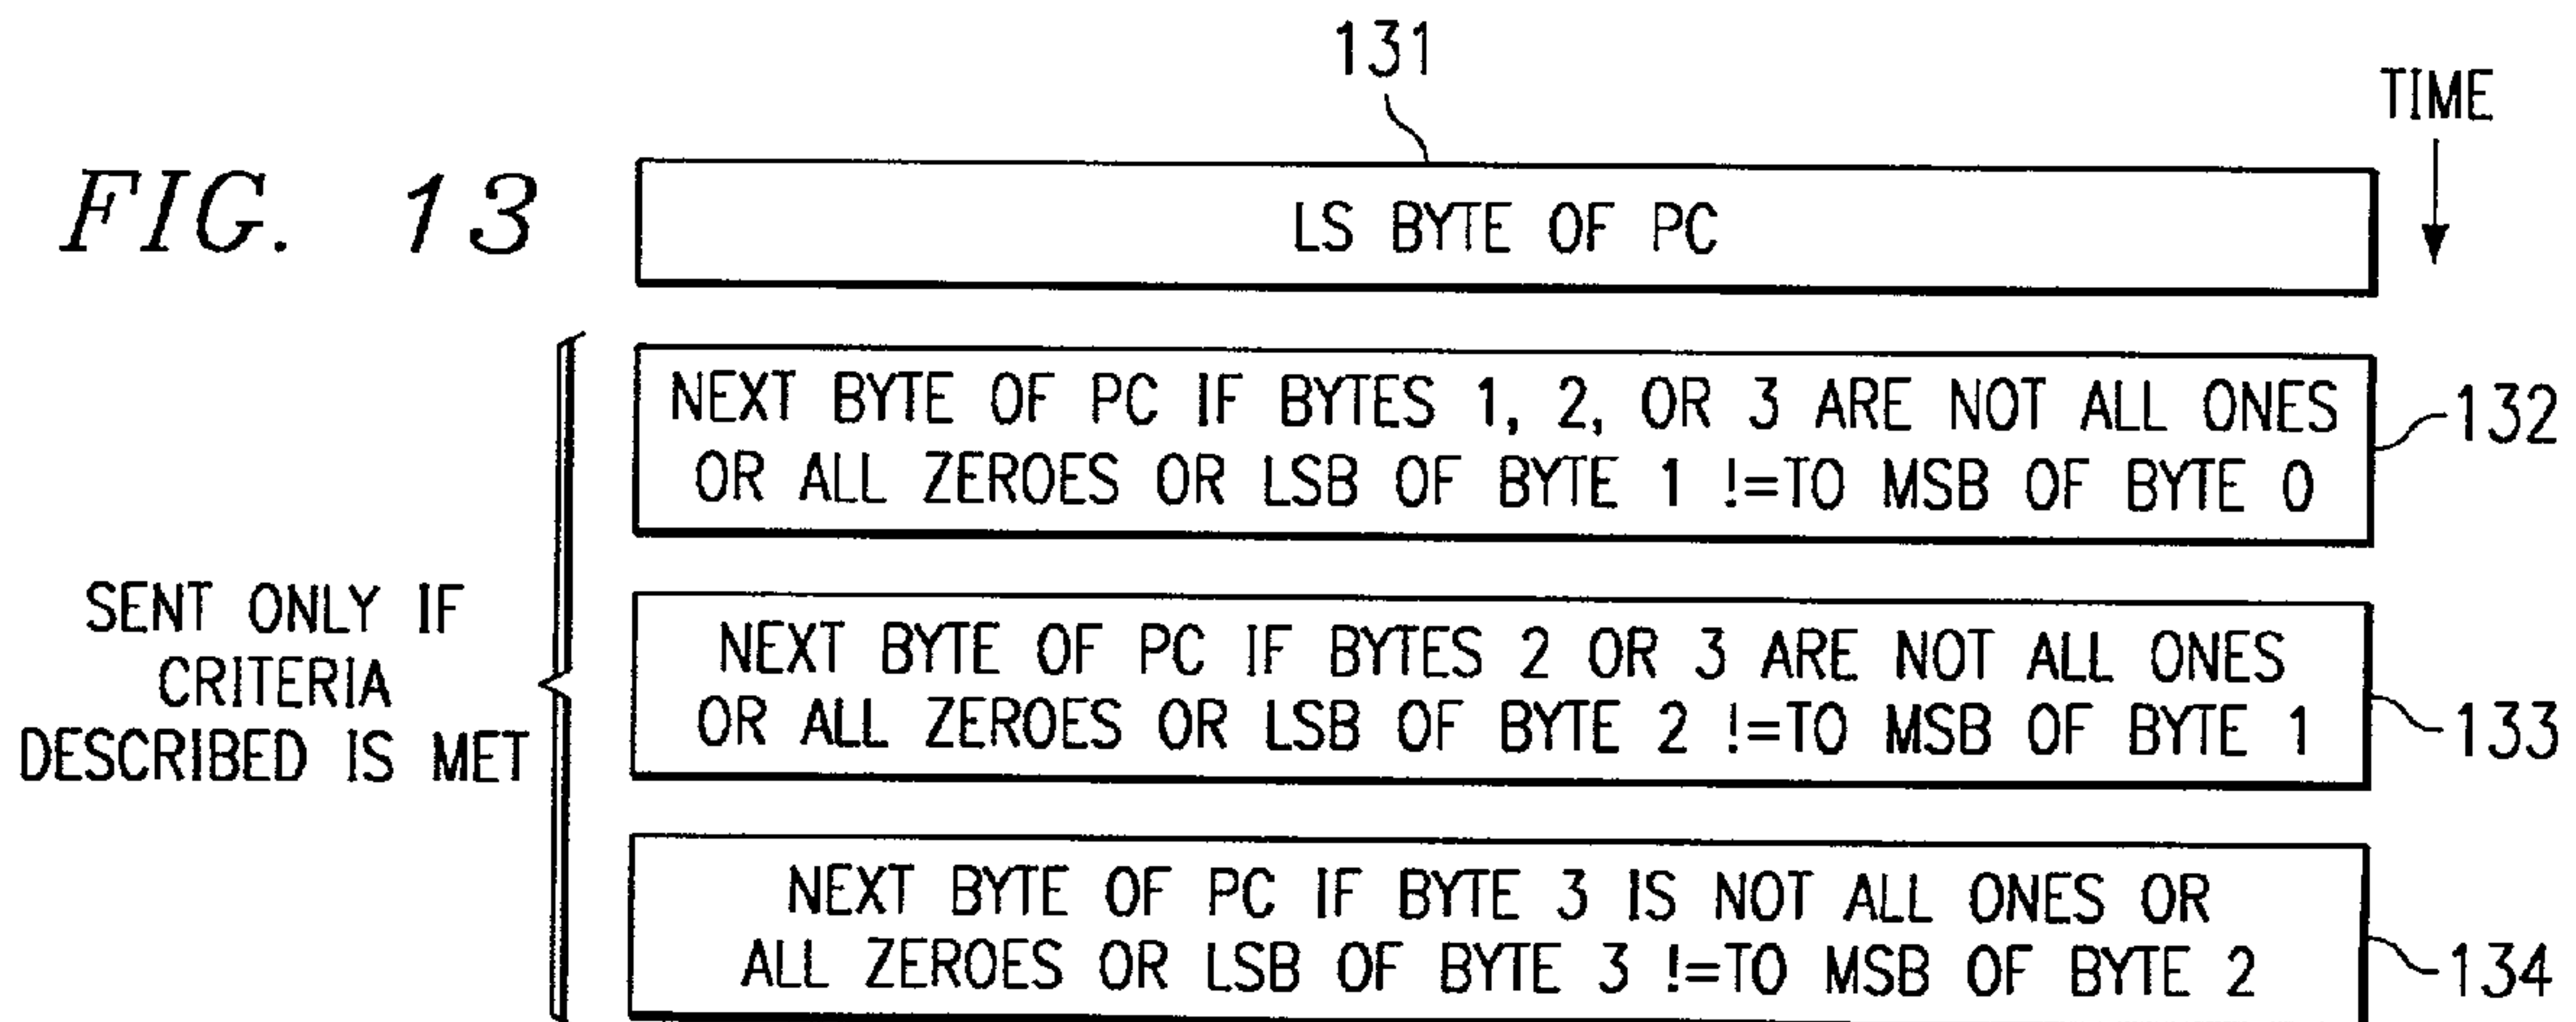 131
TIME
FIG. 13
LS BYTE OF PC
NEXT BYTE OF PC IF BYTES 1, 2, OR 3 ARE NOT ALL ONES
OR ALL ZEROES OR LSB OF BYTE 1 !=TO MSB OF BYTE 0
132
SENT ONLY IF
CRITERIA
DESCRIBED IS MET
NEXT BYTE OF PC IF BYTES 2 OR 3 ARE NOT ALL ONES
OR ALL ZEROES OR LSB OF BYTE 2 !=TO MSB OF BYTE 1
133
NEXT BYTE OF PC IF BYTE 3 IS NOT ALL ONES OR
ALL ZEROES OR LSB OF BYTE 3 !=TO MSB OF BYTE 2
134